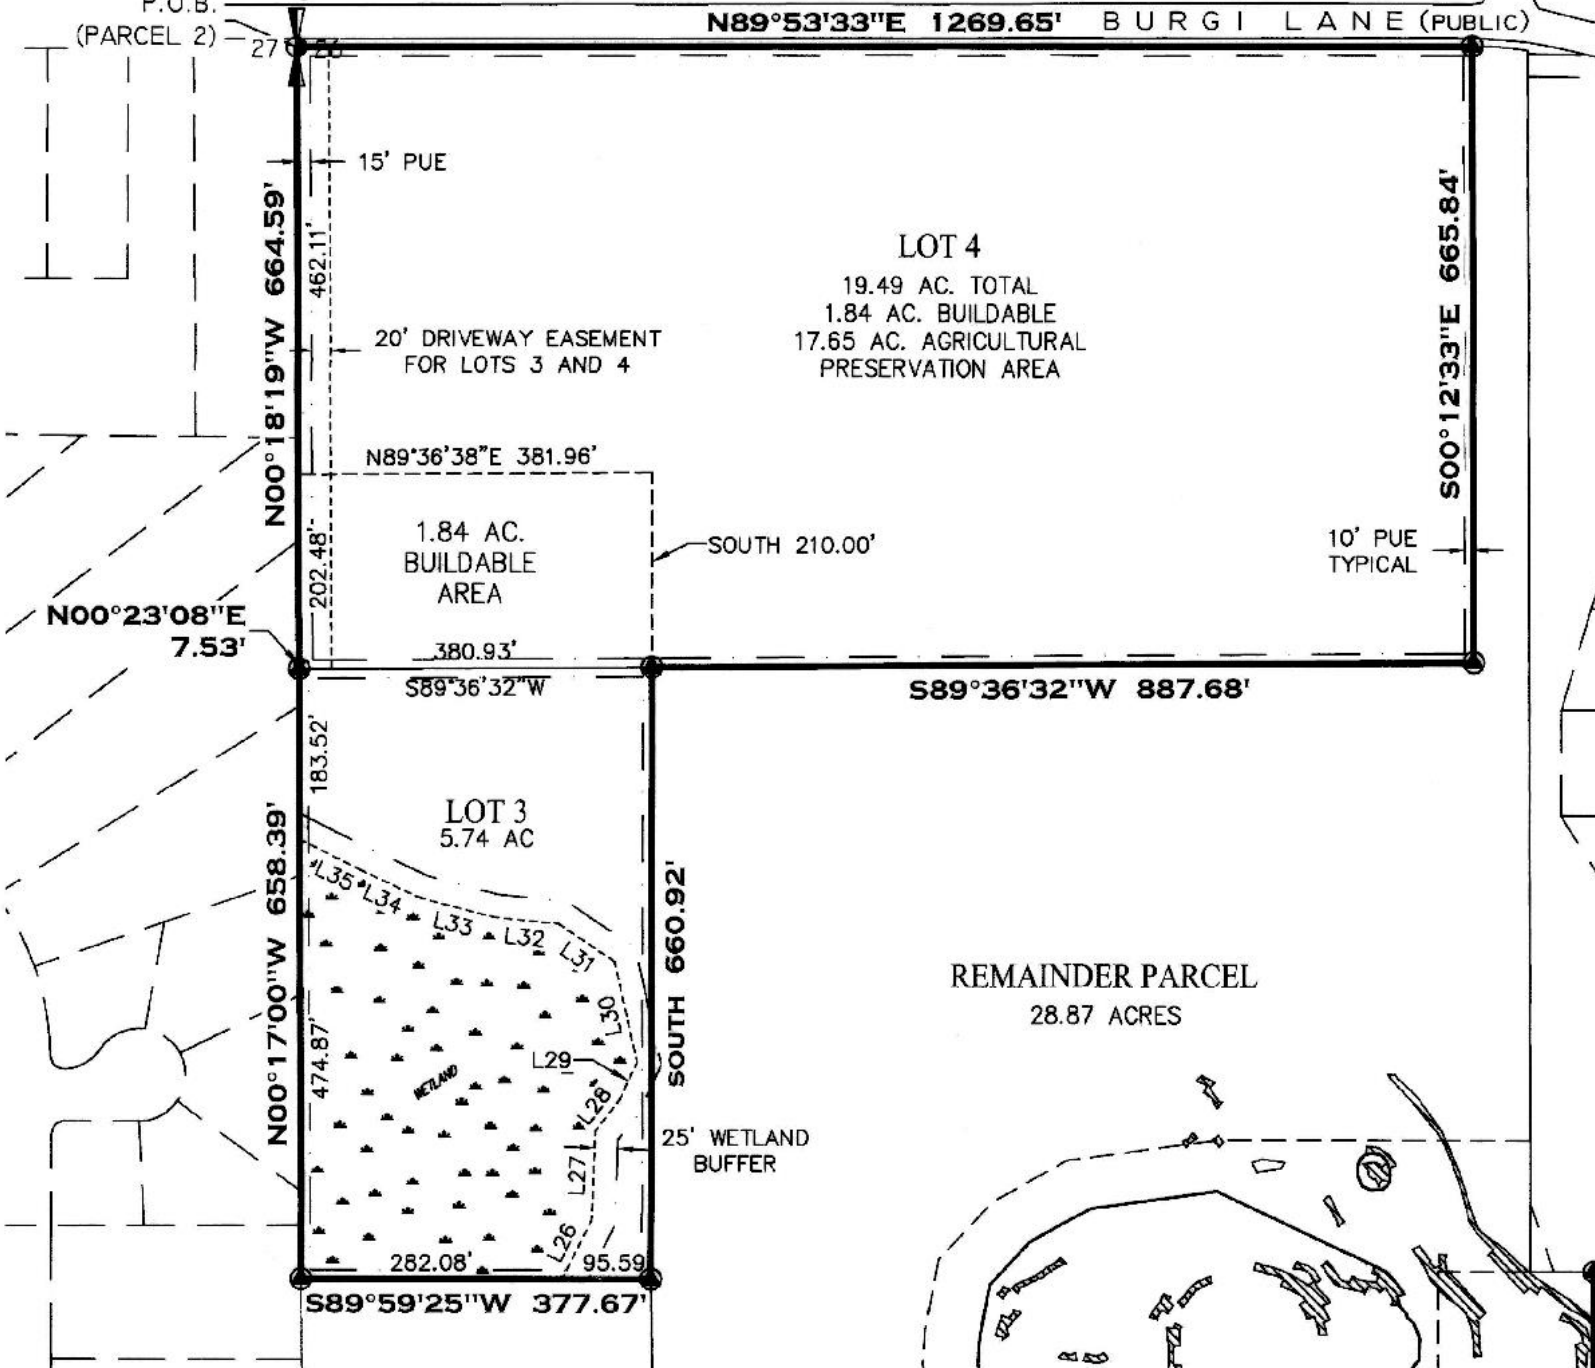 P.O.B.
(PARCEL 2)
27
26
N89°53'33"E 1269.65' BURGI LANE (PUBLIC)
15' PUE
N00°18'19"W 664.59'
462.11'
LOT 4
19.49 AC. TOTAL
1.84 AC. BUILDABLE
17.65 AC. AGRICULTURAL
PRESERVATION AREA
S00°12'33"E 665.84'
20' DRIVEWAY EASEMENT
FOR LOTS 3 AND 4
N89°36'38"E 381.96'
1.84 AC.
BUILDABLE
AREA
SOUTH 210.00'
10' PUE
TYPICAL
202.48'
N00°23'08"E
7.53'
380.93'
S89°36'32"W
S89°36'32"W 887.68'
183.52'
LOT 3
5.74 AC
N00°17'00"W 658.39'
L35
L34
L33
L32
L31
L30
L29
L28
L27
L26
SOUTH 660.92'
474.87'
WETLAND
REMAINDER PARCEL
28.87 ACRES
25' WETLAND
BUFFER
282.08'
95.59
S89°59'25"W 377.67'